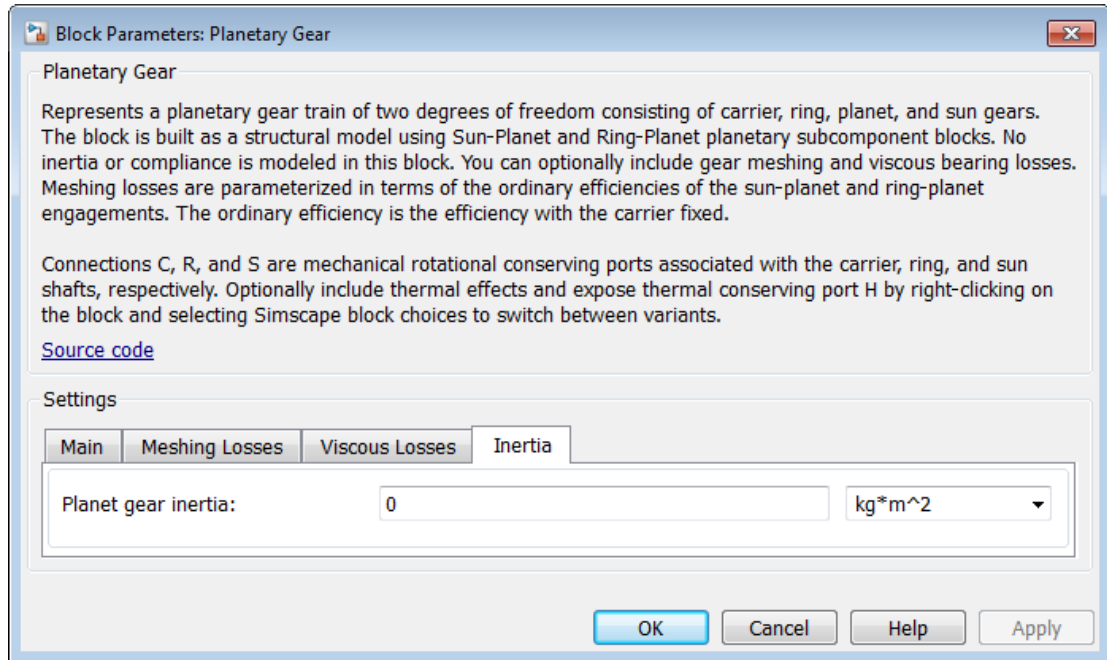 Block Parameters: Planetary Gear
Planetary Gear
Represents a planetary gear train of two degrees of freedom consisting of carrier, ring, planet, and sun gears.
The block is built as a structural model using Sun-Planet and Ring-Planet planetary subcomponent blocks. No
inertia or compliance is modeled in this block. You can optionally include gear meshing and viscous bearing losses.
Meshing losses are parameterized in terms of the ordinary efficiencies of the sun-planet and ring-planet
engagements. The ordinary efficiency is the efficiency with the carrier fixed.
Connections C, R, and S are mechanical rotational conserving ports associated with the carrier, ring, and sun
shafts, respectively. Optionally include thermal effects and expose thermal conserving port H by right-clicking on
the block and selecting Simscape block choices to switch between variants.
Source code
Settings
Main Meshing Losses Viscous Losses Inertia
Planet gear inertia: 0 kg*m^2
OK Cancel Help Apply